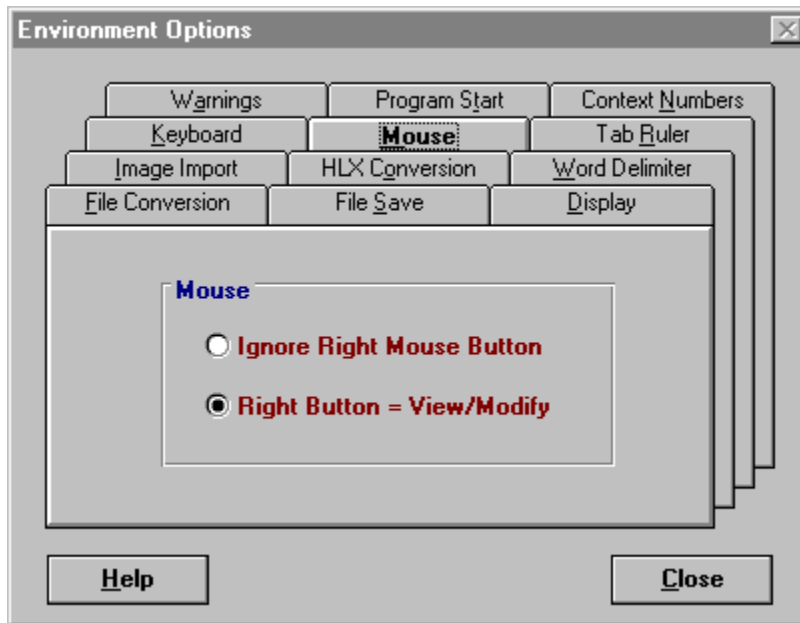 Environment Options
Warnings Program Start Context Numbers
Keyboard Mouse Tab Ruler
Image Import HLX Conversion Word Delimiter
File Conversion File Save Display
Mouse
Ignore Right Mouse Button
Right Button = View/Modify
Help Close